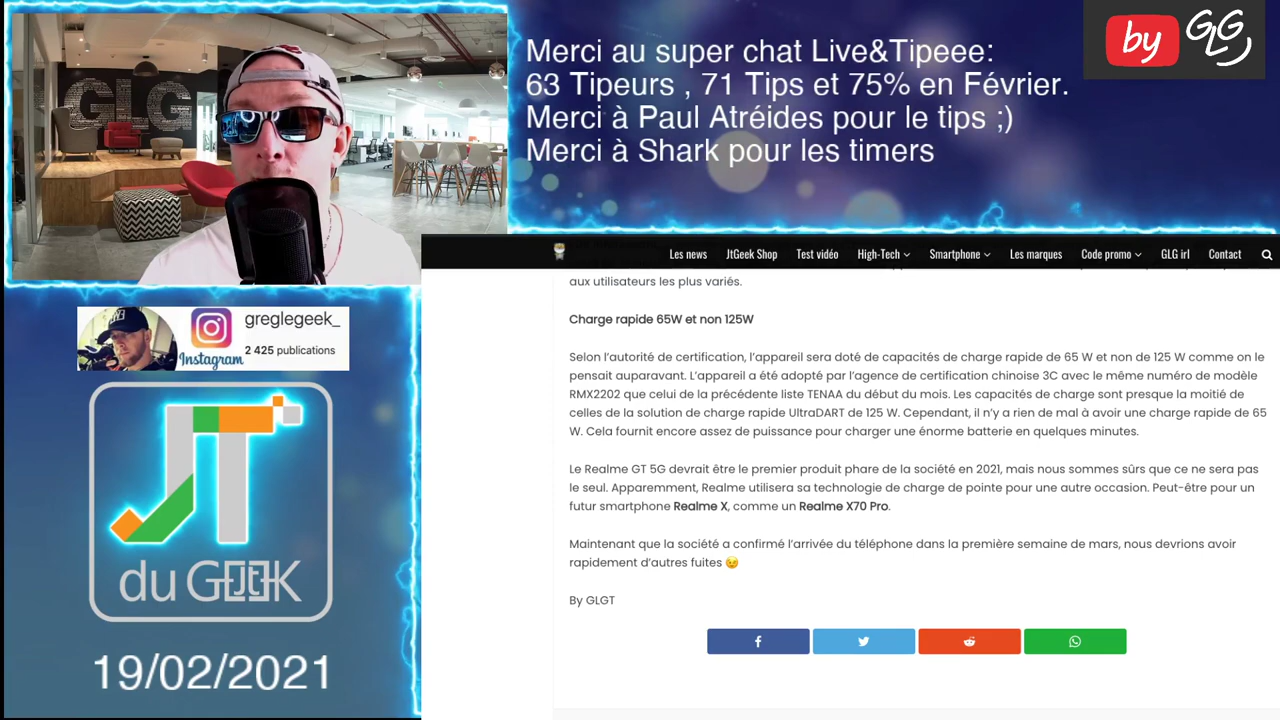 GLG
Merci au super chat Live&Tipeee:
63 Tipeurs , 71 Tips et 75% en Février.
Merci à Paul Atréides pour le tips ;)
Merci à Shark pour les timers
by GLG
Les news JtGeek Shop Test vidéo High-Tech Smartphone Les marques Code promo GLG irl Contact
aux utilisateurs les plus variés.
Charge rapide 65W et non 125W
Selon l’autorité de certification, l’appareil sera doté de capacités de charge rapide de 65 W et non de 125 W comme on le
pensait auparavant. L’appareil a été adopté par l’agence de certification chinoise 3C avec le même numéro de modèle
RMX2202 que celui de la précédente liste TENAA du début du mois. Les capacités de charge sont presque la moitié de
celles de la solution de charge rapide UltraDART de 125 W. Cependant, il n’y a rien de mal à avoir une charge rapide de 65
W. Cela fournit encore assez de puissance pour charger une énorme batterie en quelques minutes.
Le Realme GT 5G devrait être le premier produit phare de la société en 2021, mais nous sommes sûrs que ce ne sera pas
le seul. Apparemment, Realme utilisera sa technologie de charge de pointe pour une autre occasion. Peut-être pour un
futur smartphone Realme X, comme un Realme X70 Pro.
Maintenant que la société a confirmé l’arrivée du téléphone dans la première semaine de mars, nous devrions avoir
rapidement d’autres fuites 😉
By GLGT
greglegeek_
Instagram
2 425 publications
JT
du GEEK
19/02/2021